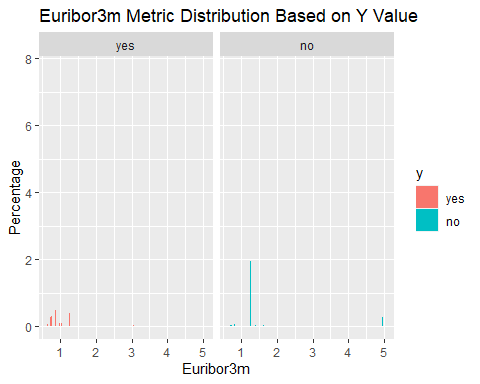 Euribor3m Metric Distribution Based on Y Value
yes no
8
6
4
2
0
Percentage
1 2 3 4 5 1 2 3 4 5
Euribor3m
y
yes
no